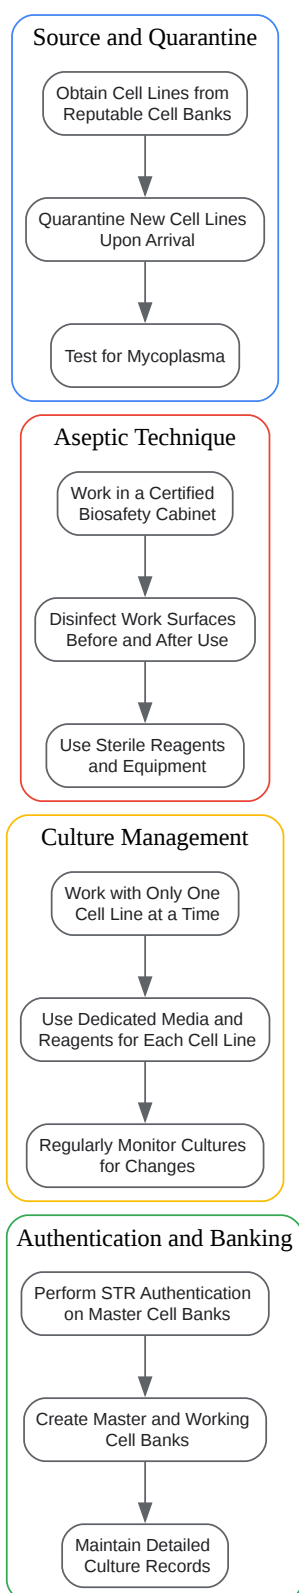 Source and Quarantine
Obtain Cell Lines from
Reputable Cell Banks
Quarantine New Cell Lines
Upon Arrival
Test for Mycoplasma
Aseptic Technique
Work in a Certified
Biosafety Cabinet
Disinfect Work Surfaces
Before and After Use
Use Sterile Reagents
and Equipment
Culture Management
Work with Only One
Cell Line at a Time
Use Dedicated Media and
Reagents for Each Cell Line
Regularly Monitor Cultures
for Changes
Authentication and Banking
Perform STR Authentication
on Master Cell Banks
Create Master and Working
Cell Banks
Maintain Detailed
Culture Records